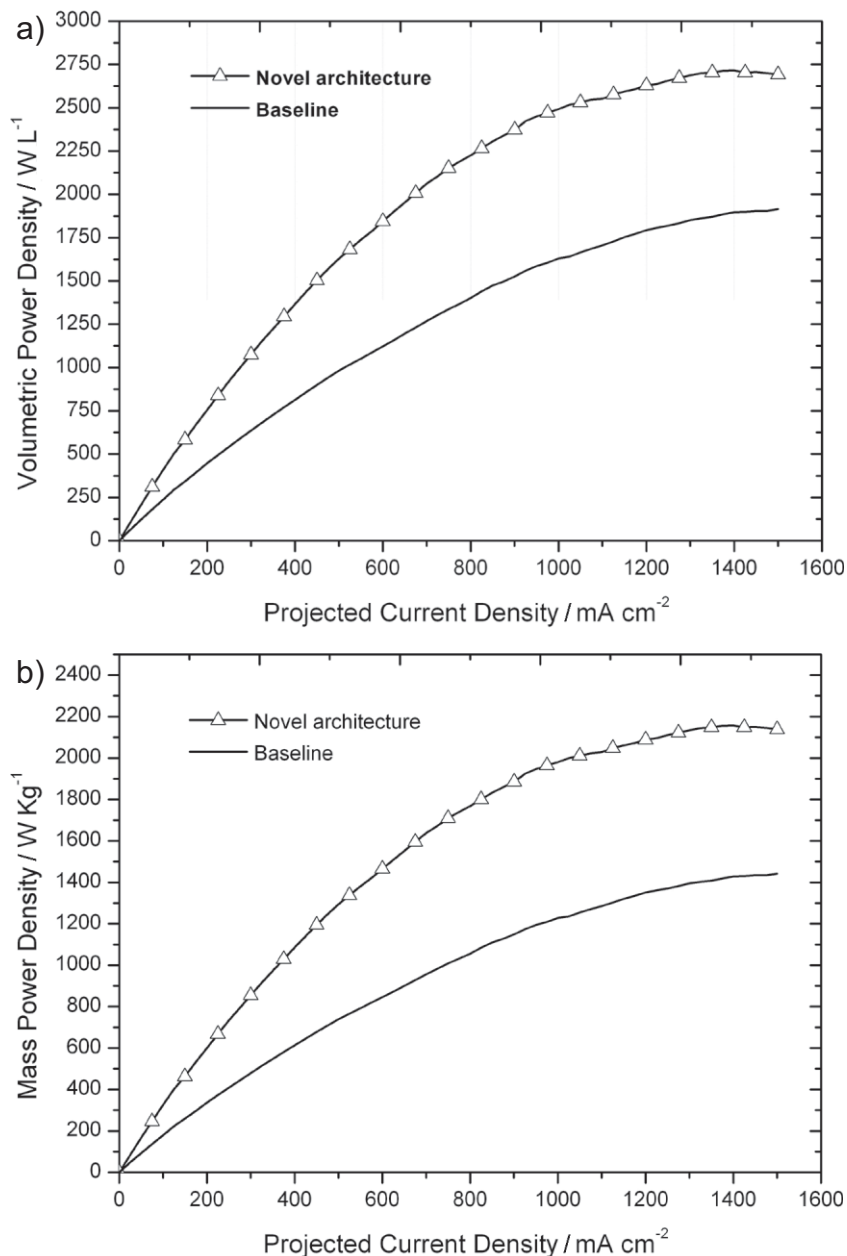 a)
3000
2750
2500
2250
2000
1750
1500
1250
1000
750
500
250
0
Volumetric Power Density / W L⁻¹
Novel architecture
Baseline
0 200 400 600 800 1000 1200 1400 1600
Projected Current Density / mA cm⁻²
b)
2400
2200
2000
1800
1600
1400
1200
1000
800
600
400
200
0
Mass Power Density / W Kg⁻¹
Novel architecture
Baseline
0 200 400 600 800 1000 1200 1400 1600
Projected Current Density / mA cm⁻²